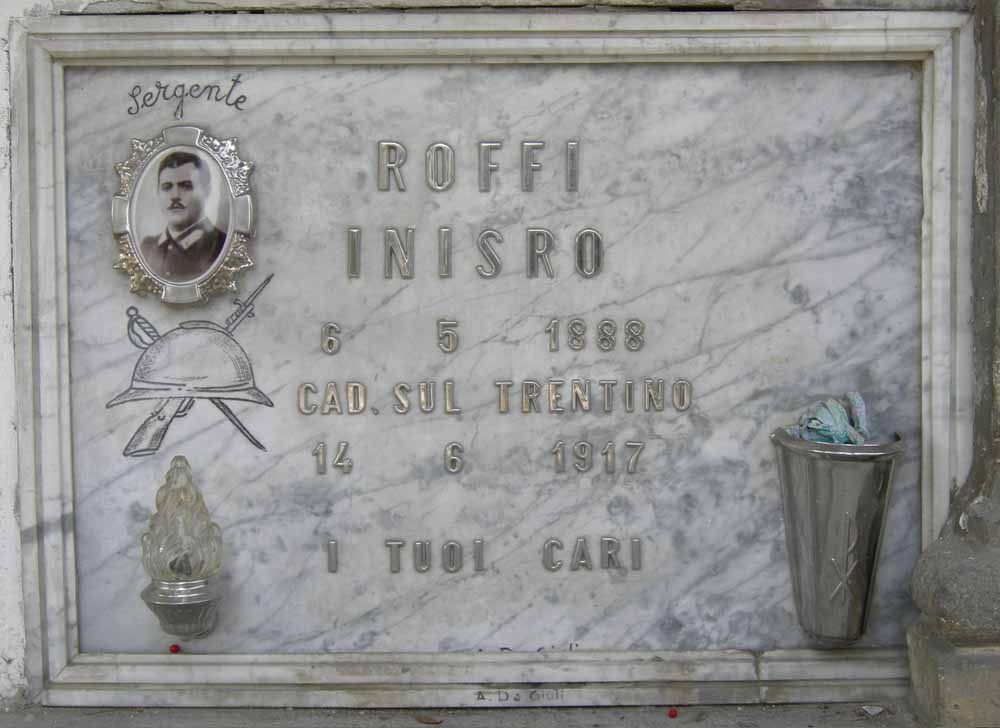 Sergente
ROFFI
INISRO
6 5 1888
CAD. SUL TRENTINO
14 6 1917
I TUOI CARI